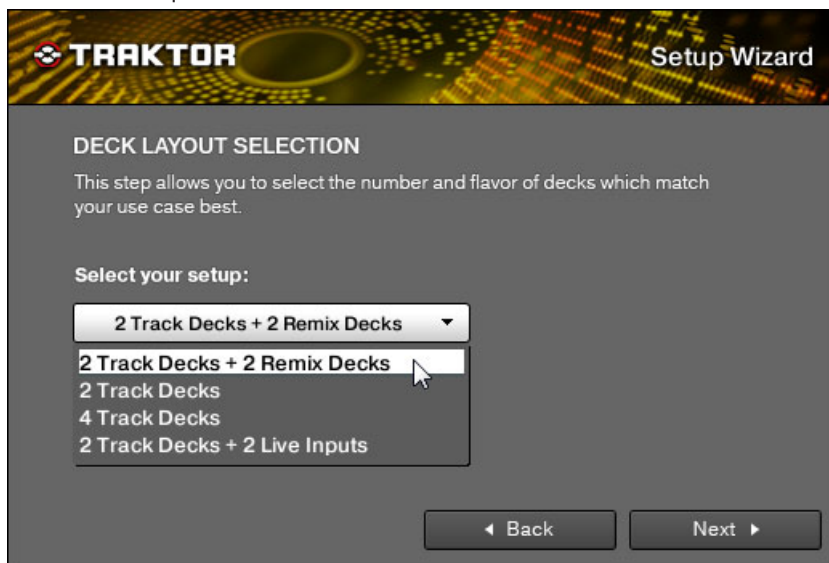 TRAKTOR
Setup Wizard
DECK LAYOUT SELECTION
This step allows you to select the number and flavor of decks which match
your use case best.
Select your setup:
2 Track Decks + 2 Remix Decks
2 Track Decks + 2 Remix Decks
2 Track Decks
4 Track Decks
2 Track Decks + 2 Live Inputs
Back
Next